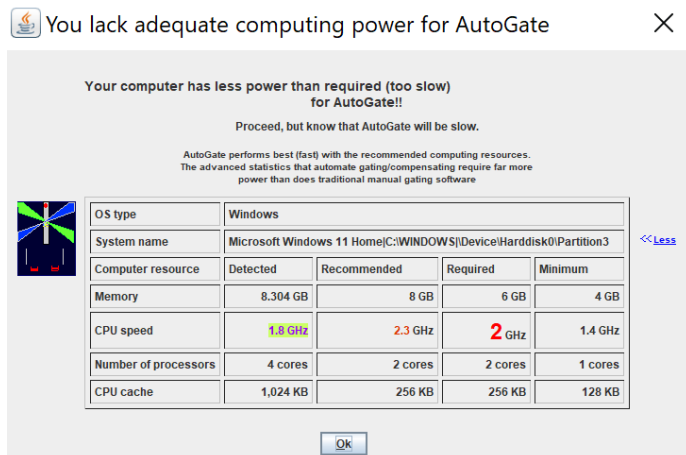 You lack adequate computing power for AutoGate
Your computer has less power than required (too slow)
for AutoGate!!
Proceed, but know that AutoGate will be slow.
AutoGate performs best (fast) with the recommended computing resources.
The advanced statistics that automate gating/compensating require far more
power than does traditional manual gating software
OS type Windows
System name Microsoft Windows 11 Home|C:\WINDOWS|\Device\Harddisk0\Partition3
<<Less
Computer resource Detected Recommended Required Minimum
Memory 8.304 GB 8 GB 6 GB 4 GB
CPU speed 1.8 GHz 2.3 GHz 2 GHz 1.4 GHz
Number of processors 4 cores 2 cores 2 cores 1 cores
CPU cache 1,024 KB 256 KB 256 KB 128 KB
Ok